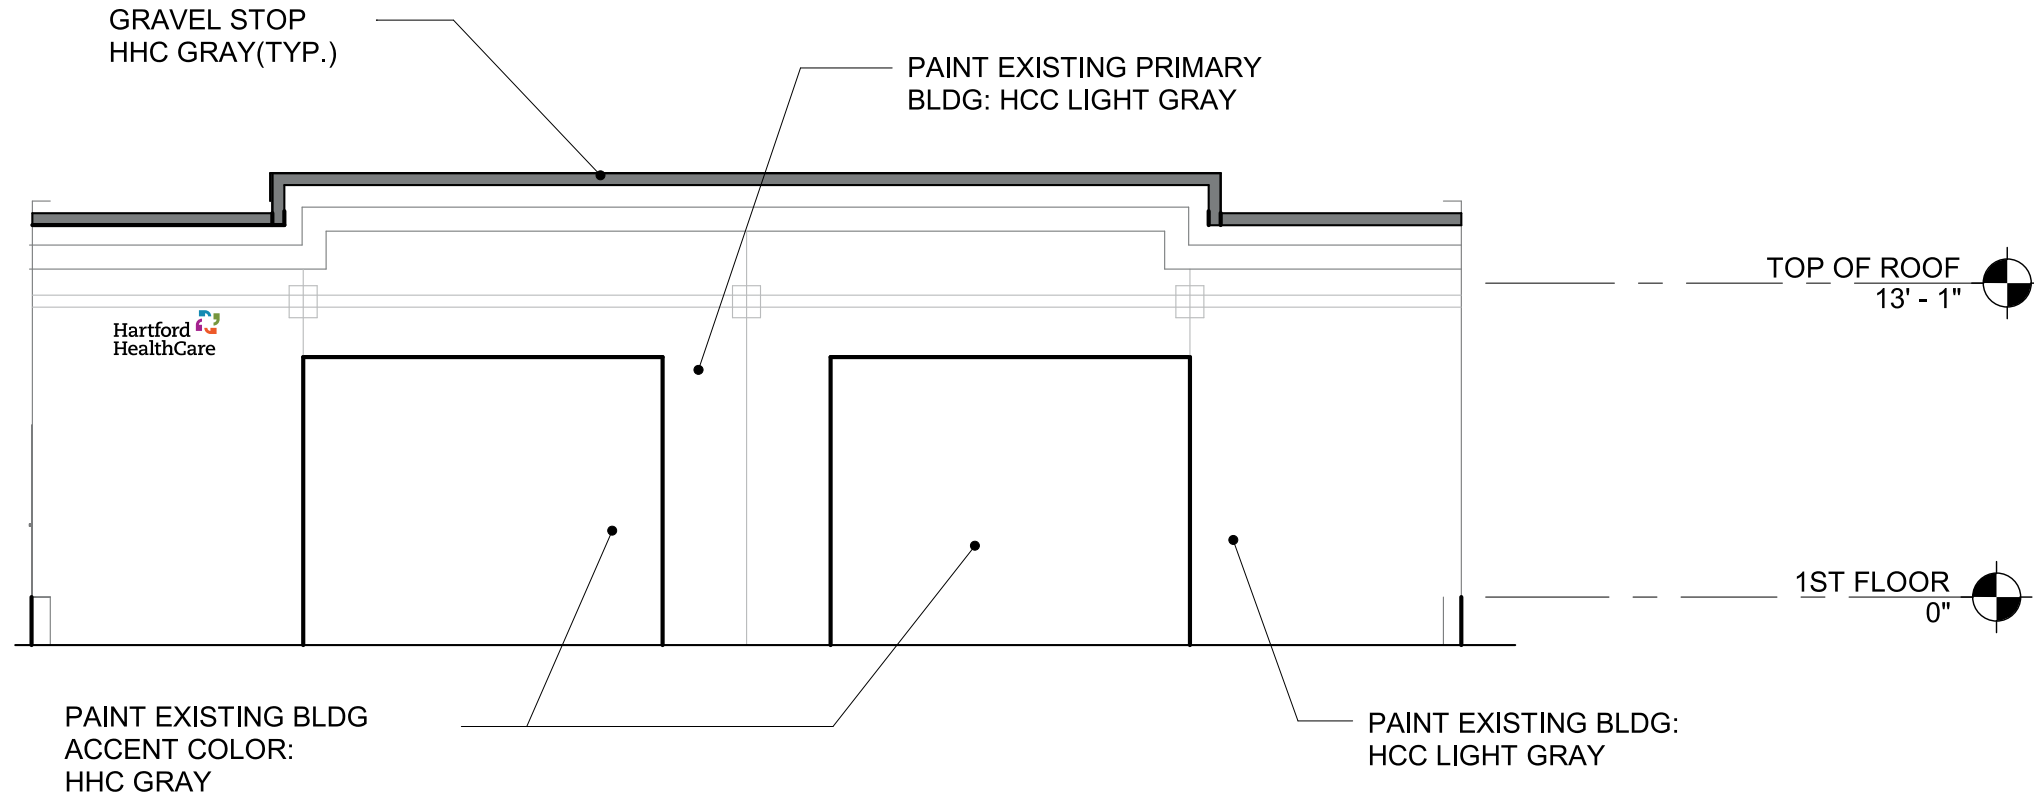 GRAVEL STOP
HHC GRAY(TYP.)
PAINT EXISTING PRIMARY
BLDG: HCC LIGHT GRAY
TOP OF ROOF
13' - 1"
Hartford
HealthCare
1ST FLOOR
0"
PAINT EXISTING BLDG
ACCENT COLOR:
HHC GRAY
PAINT EXISTING BLDG:
HCC LIGHT GRAY